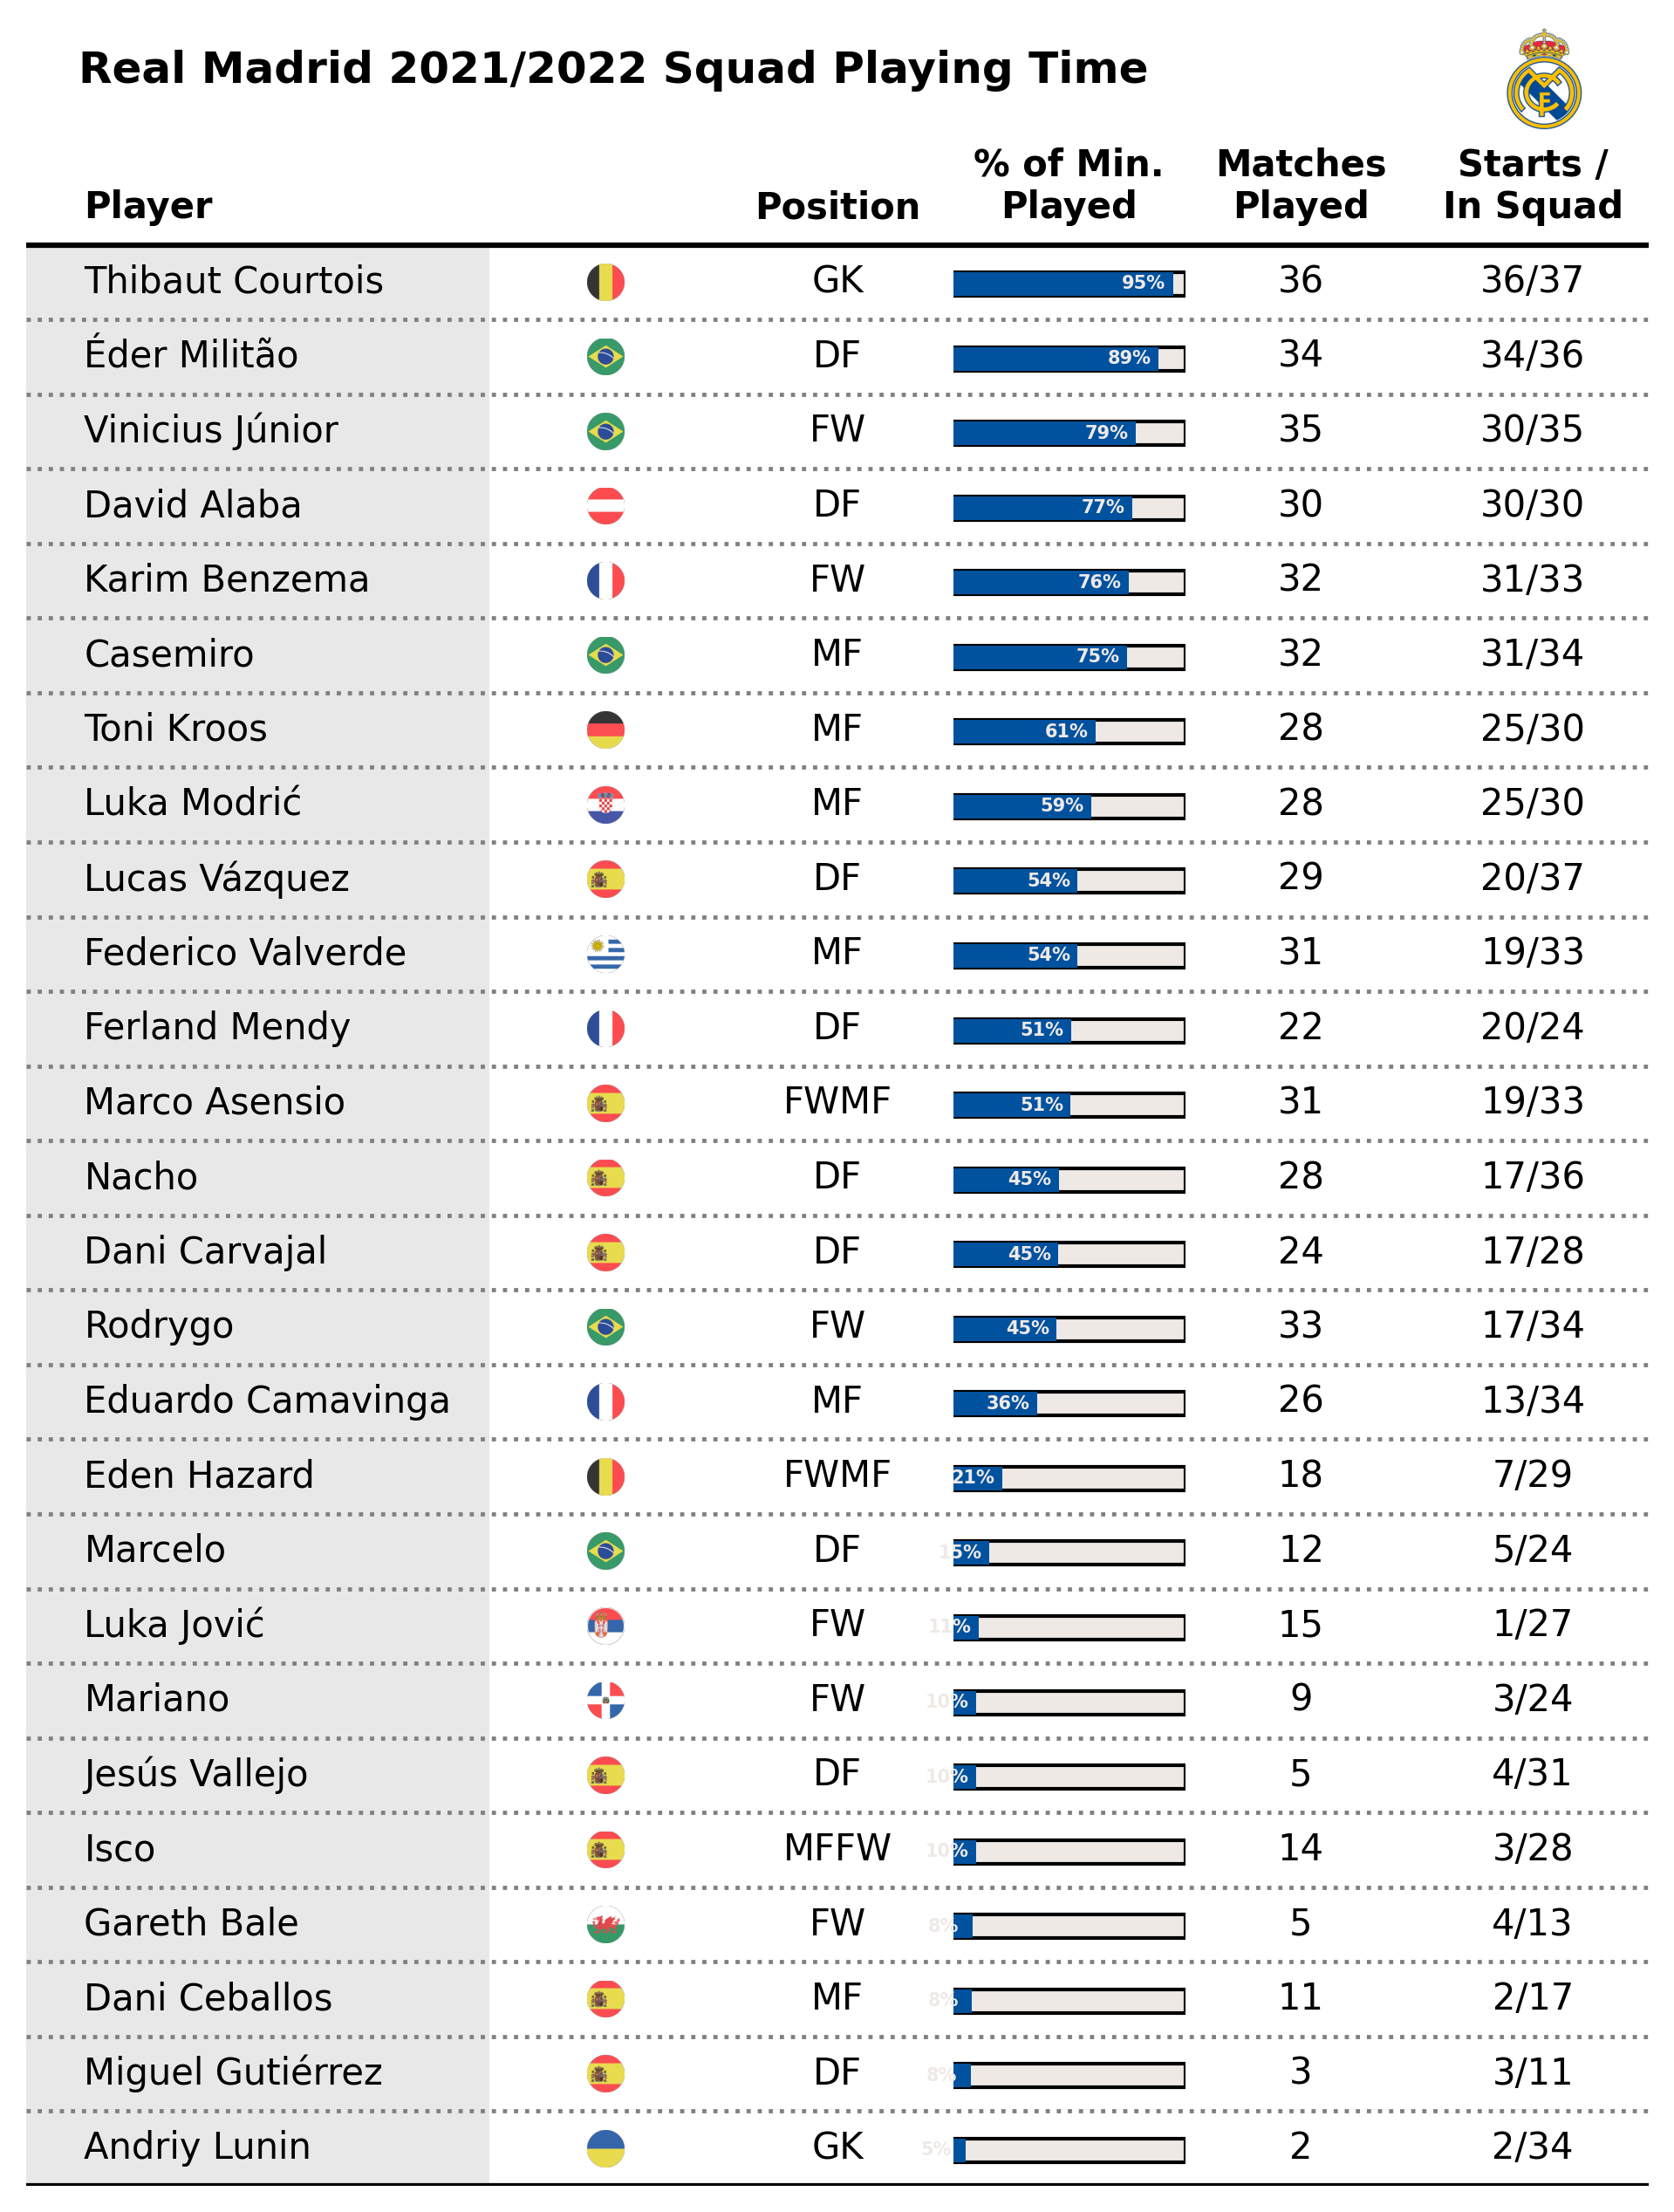 Real Madrid 2021/2022 Squad Playing Time
Player Position % of Min. Played Matches Played Starts / In Squad
Thibaut Courtois GK 95% 36 36/37
Éder Militão DF 89% 34 34/36
Vinicius Júnior FW 79% 35 30/35
David Alaba DF 77% 30 30/30
Karim Benzema FW 76% 32 31/33
Casemiro MF 75% 32 31/34
Toni Kroos MF 61% 28 25/30
Luka Modrić MF 59% 28 25/30
Lucas Vázquez DF 54% 29 20/37
Federico Valverde MF 54% 31 19/33
Ferland Mendy DF 51% 22 20/24
Marco Asensio FWMF 51% 31 19/33
Nacho DF 45% 28 17/36
Dani Carvajal DF 45% 24 17/28
Rodrygo FW 45% 33 17/34
Eduardo Camavinga MF 36% 26 13/34
Eden Hazard FWMF 21% 18 7/29
Marcelo DF 15% 12 5/24
Luka Jović FW 11% 15 1/27
Mariano FW 10% 9 3/24
Jesús Vallejo DF 10% 5 4/31
Isco MFFW 10% 14 3/28
Gareth Bale FW 8% 5 4/13
Dani Ceballos MF 8% 11 2/17
Miguel Gutiérrez DF 8% 3 3/11
Andriy Lunin GK 5% 2 2/34